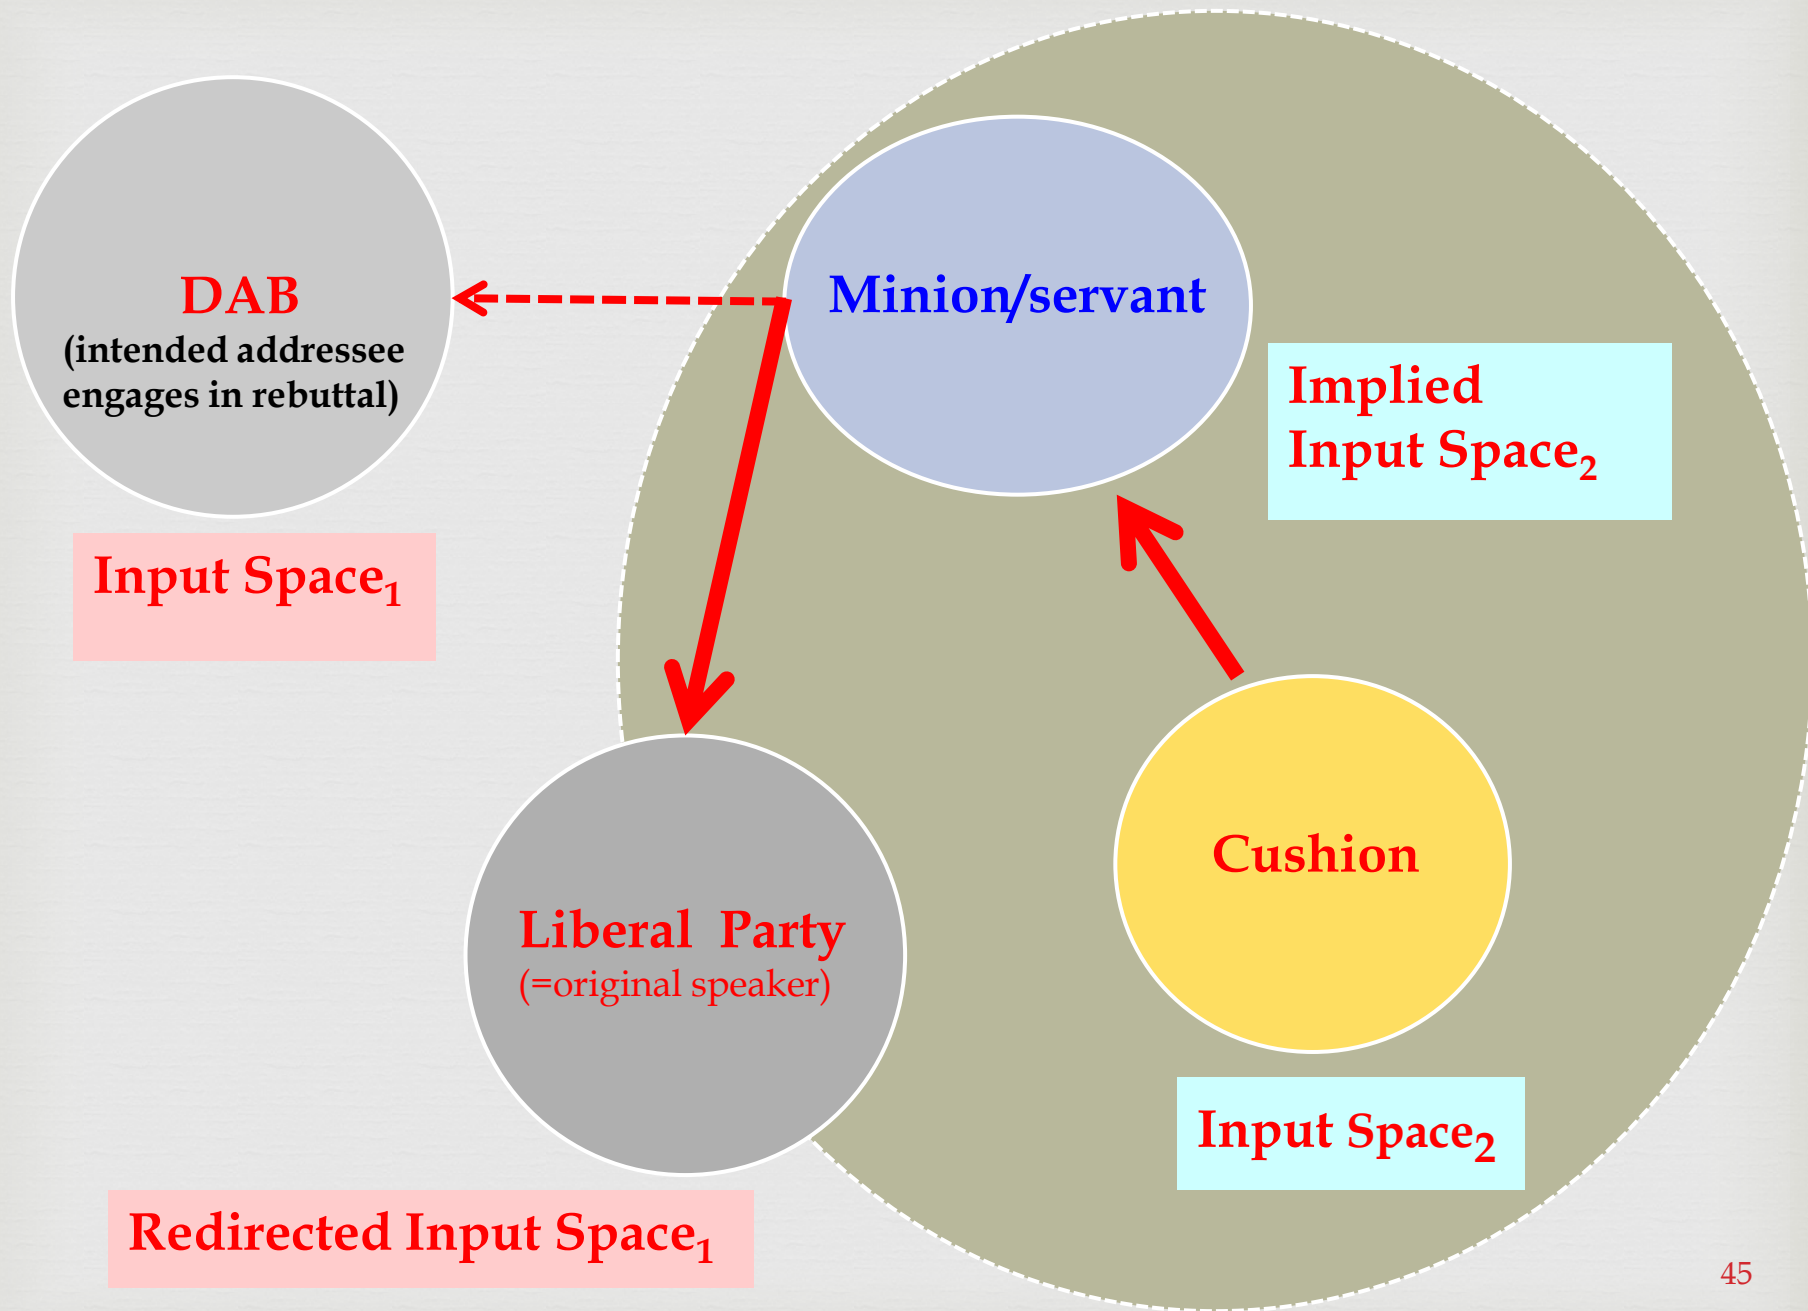 DAB
(intended addressee
engages in rebuttal)
Input Space₁
Minion/servant
Implied
Input Space₂
Liberal Party
(=original speaker)
Redirected Input Space₁
Cushion
Input Space₂
45